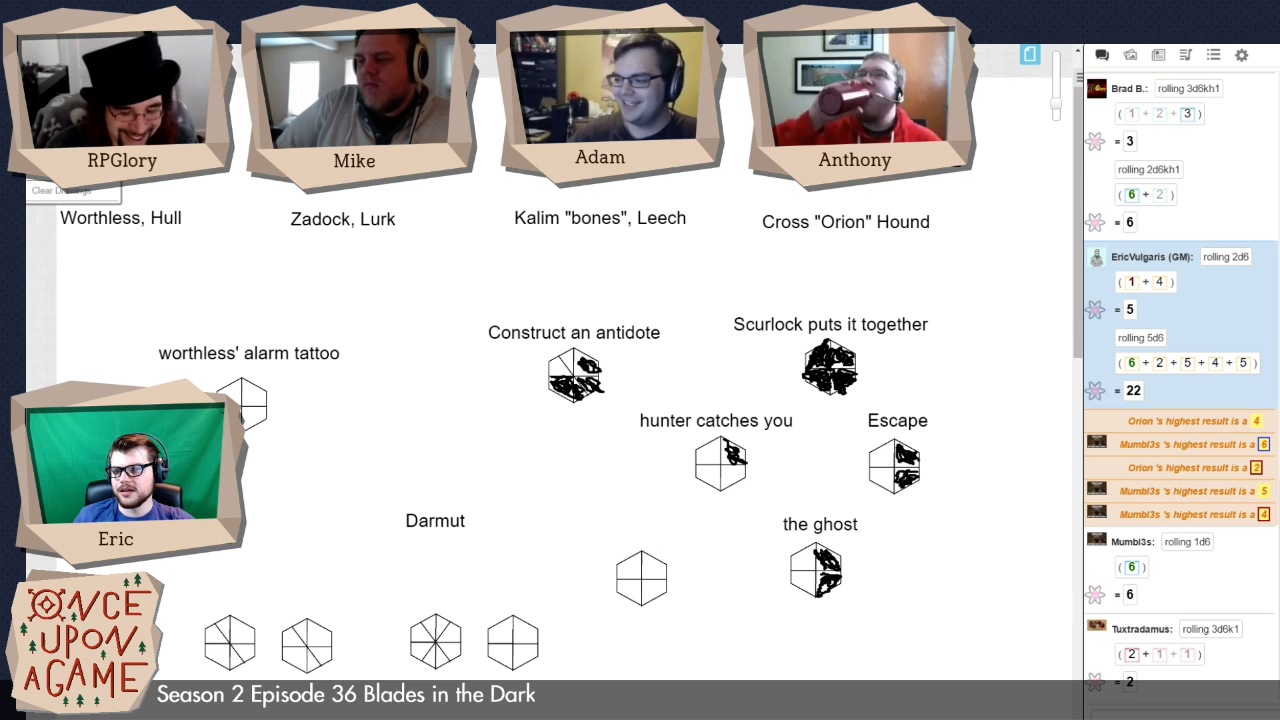 RPGlory
Mike
Adam
Anthony
Clear Drawings
Worthless, Hull
Zadock, Lurk
Kalim "bones", Leech
Cross "Orion" Hound
worthless' alarm tattoo
Construct an antidote
Scurlock puts it together
hunter catches you
Escape
Darmut
the ghost
Eric
ONCE
UPON
A GAME
Season 2 Episode 36 Blades in the Dark
Brad B.: rolling 3d6kh1
( 1 + 2 + 3 )
= 3
rolling 2d6kh1
( 6 + 2 )
= 6
EricVulgaris (GM): rolling 2d6
( 1 + 4 )
= 5
rolling 5d6
( 6 + 2 + 5 + 4 + 5 )
= 22
Orion 's highest result is a 4
Mumbl3s 's highest result is a 6
Orion 's highest result is a 2
Mumbl3s 's highest result is a 5
Mumbl3s 's highest result is a 4
Mumbl3s: rolling 1d6
( 6 )
= 6
Tuxtradamus: rolling 3d6k1
( 2 + 1 + 1 )
= 2